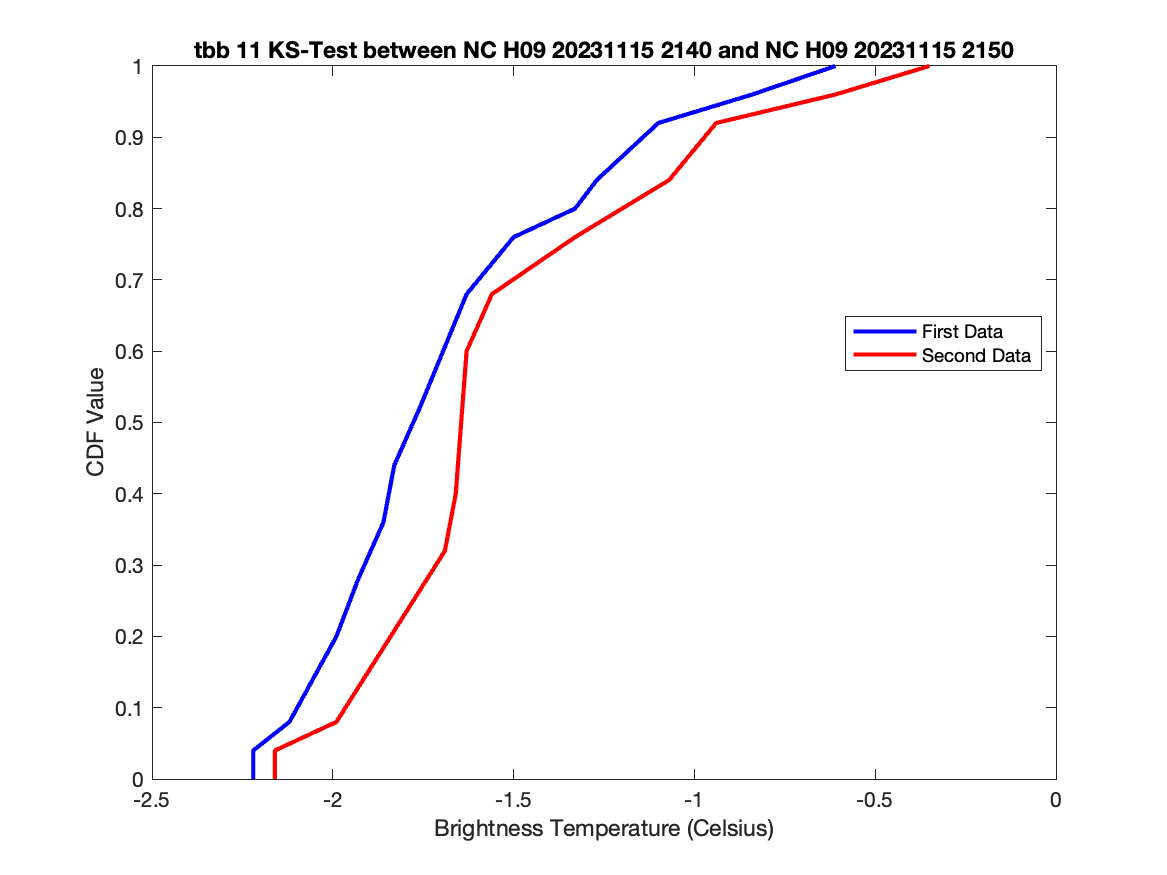 tbb 11 KS-Test between NC H09 20231115 2140 and NC H09 20231115 2150
1
0.9
0.8
0.7
0.6
0.5
0.4
0.3
0.2
0.1
0
CDF Value
First Data
Second Data
-2.5 -2 -1.5 -1 -0.5 0
Brightness Temperature (Celsius)